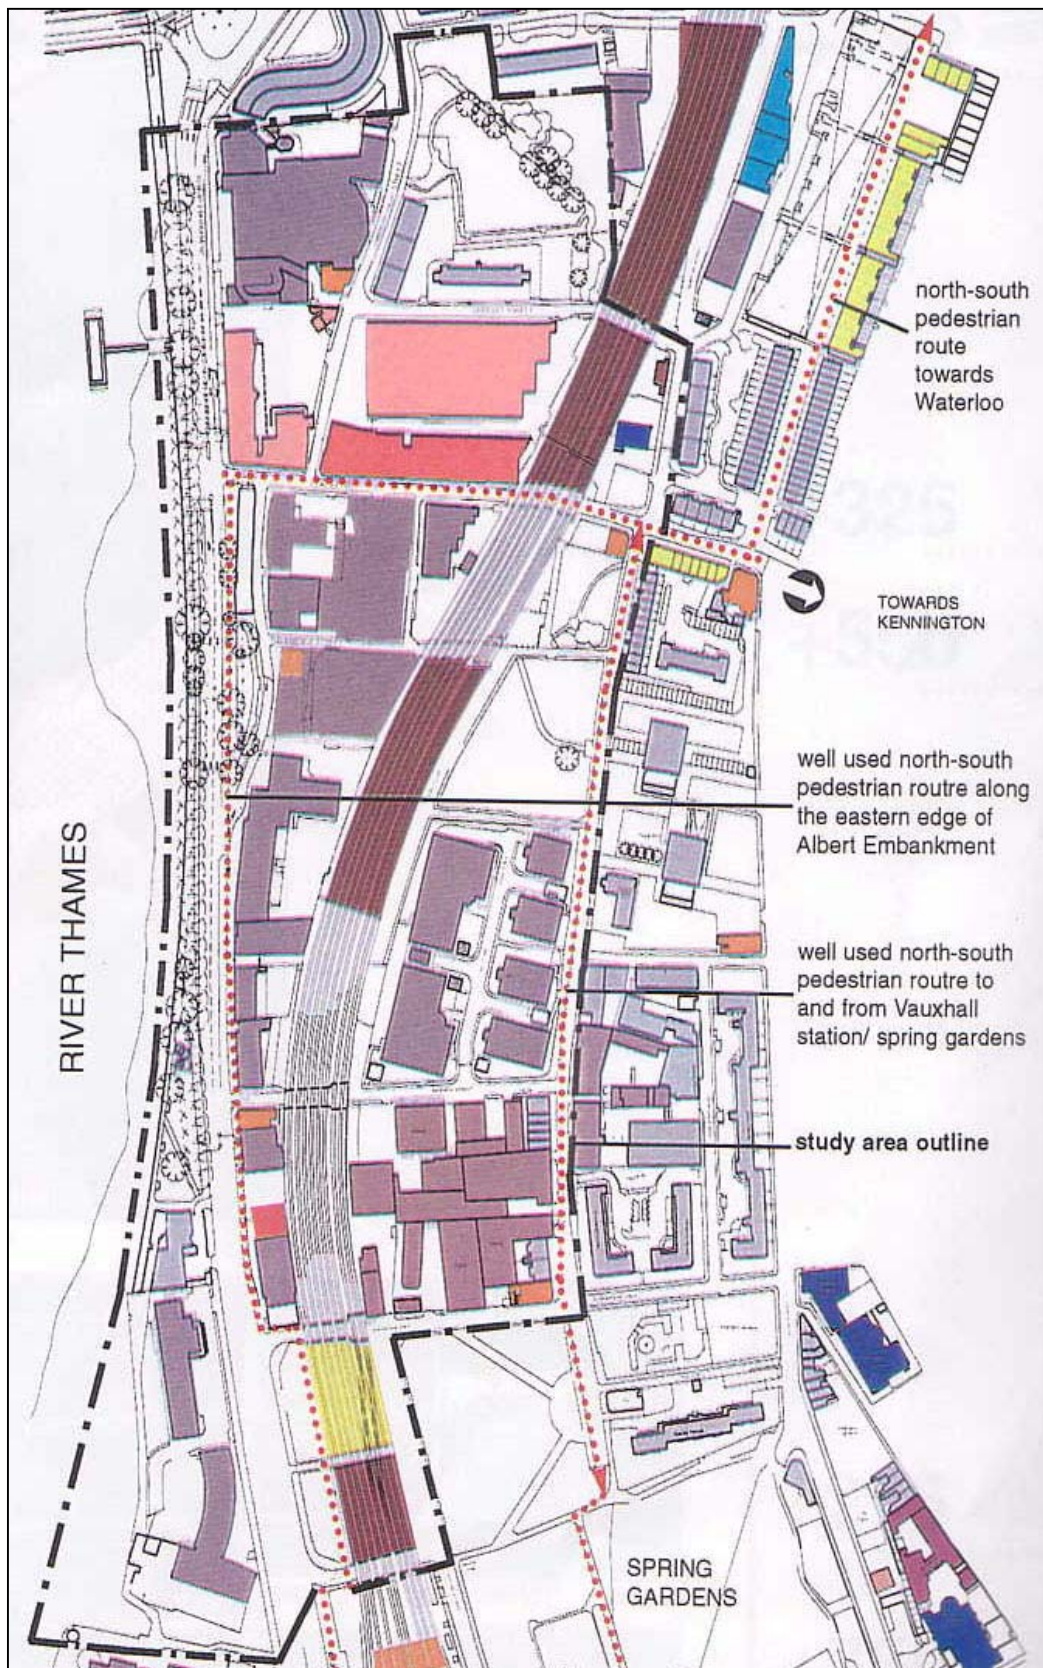 north-south
pedestrian
route
towards
Waterloo
TOWARDS
KENNINGTON
well used north-south
pedestrian routre along
the eastern edge of
Albert Embankment
RIVER THAMES
well used north-south
pedestrian routre to
and from Vauxhall
station/ spring gardens
study area outline
SPRING
GARDENS